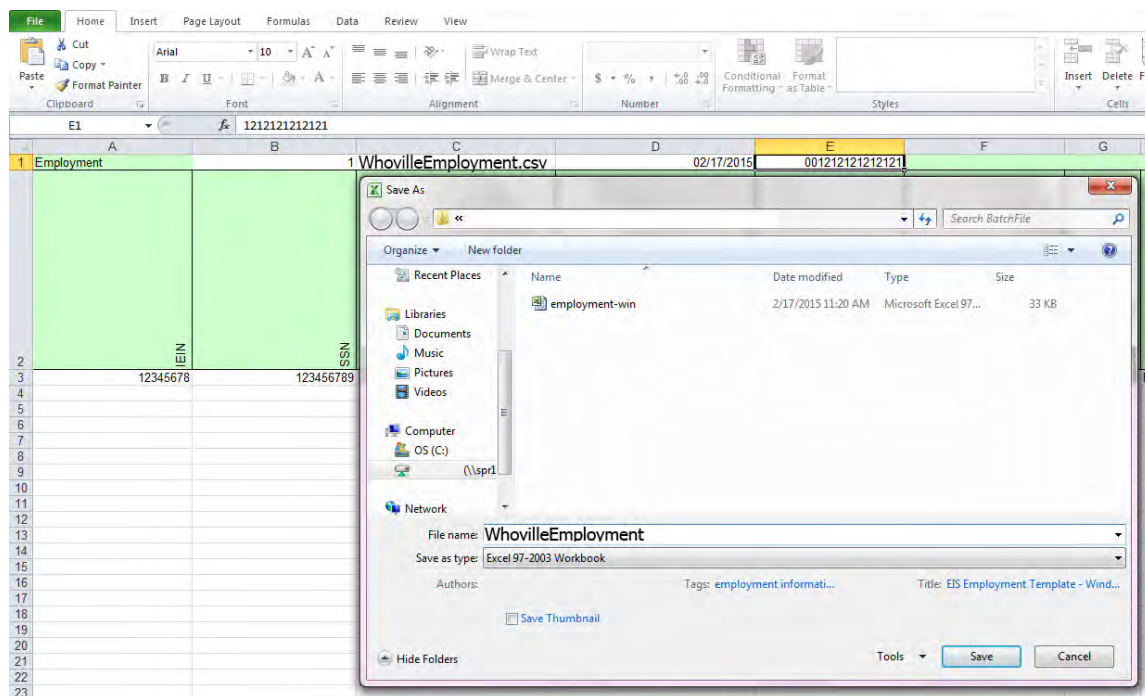 File Home Insert Page Layout Formulas Data Review View
Cut
Copy
Format Painter
Paste
Arial 10 A A
Wrap Text
B I U A
Merge & Center
$ % , .0 .00 .00 .0
Conditional Formatting
Format as Table
Insert Delete F
Clipboard Font Alignment Number Styles Cells
E1 fx 1212121212121
A B C D E F G
1 Employment 1 WhovilleEmployment.csv 02/17/2015 001212121212121
Save As
Search BatchFile
Organize New folder
Recent Places Name Date modified Type Size
employment-win 2/17/2015 11:20 AM Microsoft Excel 97... 33 KB
Libraries
Documents
Music
Pictures
Videos
Computer
OS (C:)
(\\spr1
Network
2 IEIN SSN
3 12345678 123456789
4
5
6
7
8
9
10
11
12
13
14
15
16
17
18
19
20
21
22
23
File name: WhovilleEmployment
Save as type: Excel 97-2003 Workbook
Authors: Tags: employment informati... Title: EIS Employment Template - Wind...
Save Thumbnail
Hide Folders Tools Save Cancel